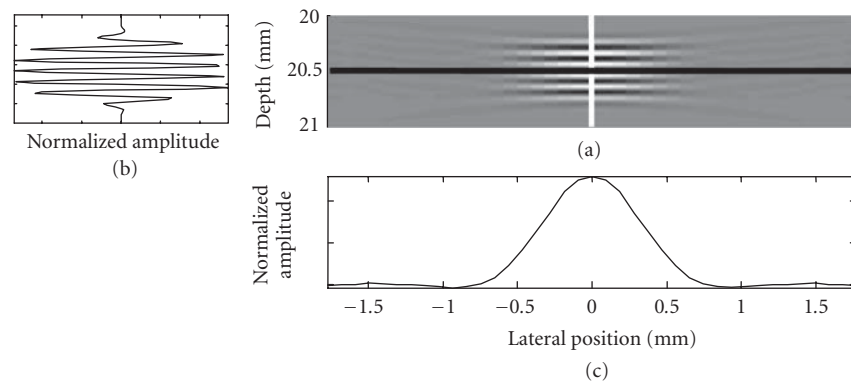 20
20.5
21
Depth (mm)
(a)
Normalized amplitude
(b)
Normalized
amplitude
−1.5 −1 −0.5 0 0.5 1 1.5
Lateral position (mm)
(c)